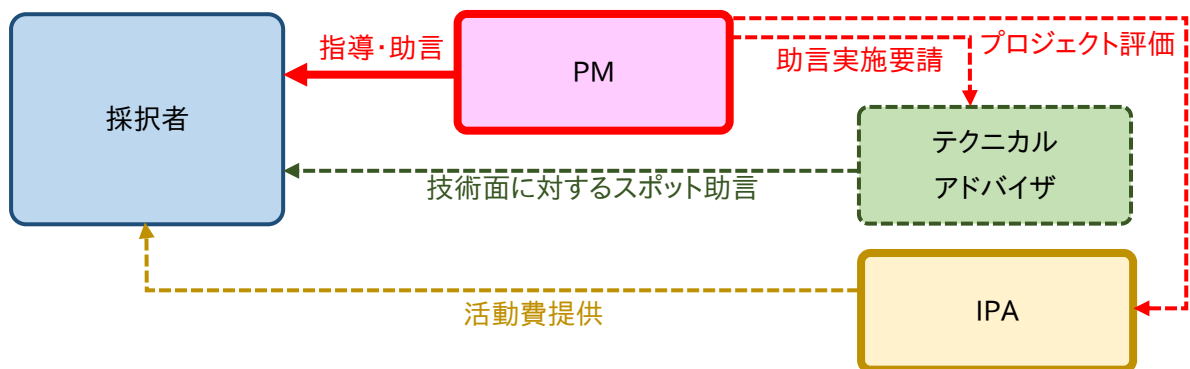 採択者
指導・助言
PM
助言実施要請
プロジェクト評価
テクニカル
アドバイザ
技術面に対するスポット助言
活動費提供
IPA